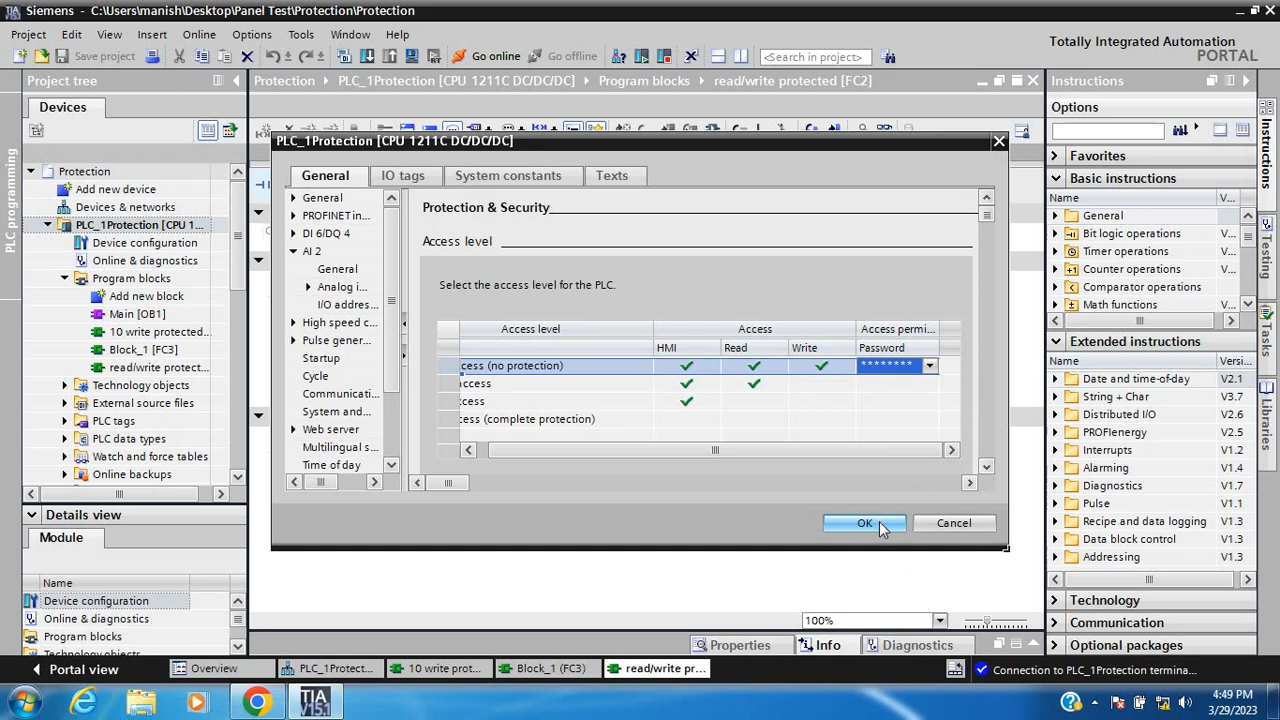 Siemens - C:\Users\manish\Desktop\Panel Test\Protection\Protection
Project Edit View Insert Online Options Tools Window Help
Totally Integrated Automation
PORTAL
Save project
Go online
Go offline
<Search in project>
Project tree
Protection PLC_1Protection [CPU 1211C DC/DC/DC] Program blocks read/write protected [FC2]
Instructions
Devices
Options
PLC programming
Protection
Add new device
Devices & networks
PLC_1Protection [CPU 1...
Device configuration
Online & diagnostics
Program blocks
Add new block
Main [OB1]
10 write protected...
Block_1 [FC3]
read/write protect...
Technology objects
External source files
PLC tags
PLC data types
Watch and force tables
Online backups
Details view
Module
Name
Device configuration
Online & diagnostics
Program blocks
Technology objects
PLC_1Protection [CPU 1211C DC/DC/DC]
General IO tags System constants Texts
General
PROFINET in...
DI 6/DQ 4
AI 2
General
Analog i...
I/O addres...
High speed c...
Pulse gener...
Startup
Cycle
Communicati...
System and...
Web server
Multilingual s...
Time of day
Protection & Security
Access level
Select the access level for the PLC.
Access level Access Access permi...
HMI Read Write Password
cess (no protection) ********
ccess
cess
cess (complete protection)
OK Cancel
100%
Properties Info Diagnostics
Favorites
Basic instructions
Name V...
General
Bit logic operations V...
Timer operations V...
Counter operations V...
Comparator operations
Math functions V...
Extended instructions
Name Versi...
Date and time-of-day V2.1
String + Char V3.7
Distributed I/O V2.6
PROFIenergy V2.5
Interrupts V1.2
Alarming V1.4
Diagnostics V1.7
Pulse V1.1
Recipe and data logging V1.3
Data block control V1.3
Addressing V1.3
Technology
Communication
Optional packages
Instructions
Testing
Tasks
Libraries
Portal view Overview PLC_1Protect... 10 write prot... Block_1 (FC3) read/write pr... Connection to PLC_1Protection termina...
TIA
V15.1
4:49 PM
3/29/2023